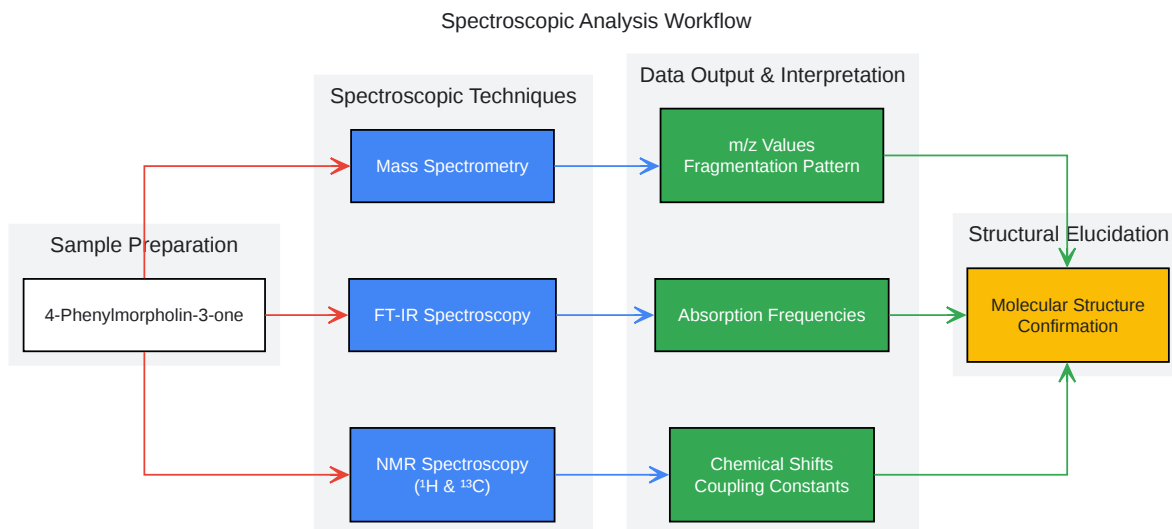 Spectroscopic Analysis Workflow
Sample Preparation
4-Phenylmorpholin-3-one
Spectroscopic Techniques
Mass Spectrometry
FT-IR Spectroscopy
NMR Spectroscopy
(¹H & ¹³C)
Data Output & Interpretation
m/z Values
Fragmentation Pattern
Absorption Frequencies
Chemical Shifts
Coupling Constants
Structural Elucidation
Molecular Structure
Confirmation